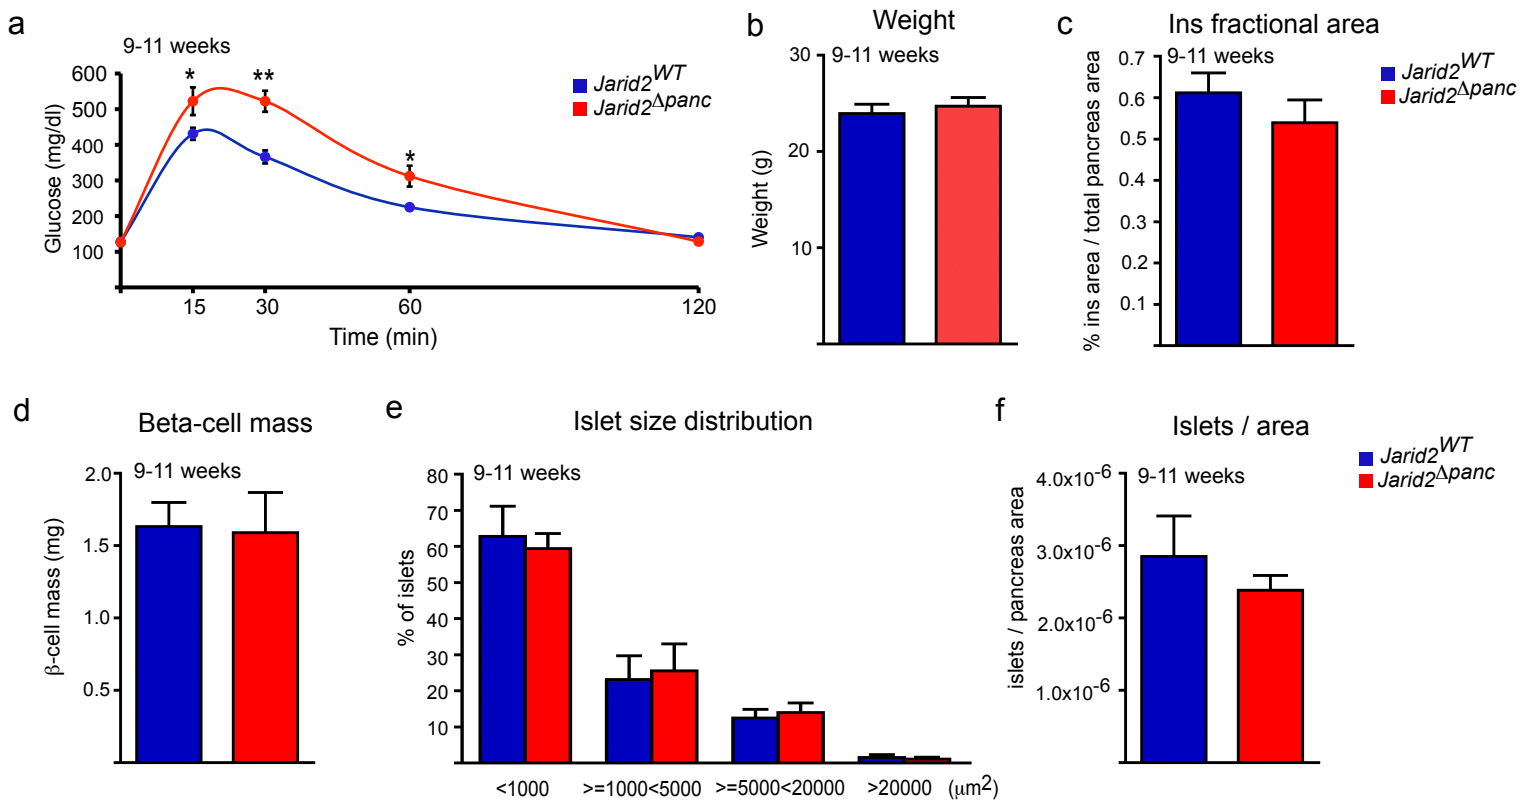 a
9-11 weeks
600
500
400
300
200
100
Glucose (mg/dl)
*
**
*
15
30
60
120
Time (min)
Jarid2WT
Jarid2Δpanc
b
Weight
9-11 weeks
30
20
10
Weight (g)
c
Ins fractional area
9-11 weeks
0.7
0.6
0.5
0.4
0.3
0.2
0.1
% ins area / total pancreas area
Jarid2WT
Jarid2Δpanc
d
Beta-cell mass
9-11 weeks
2.0
1.5
1.0
0.5
β-cell mass (mg)
e
Islet size distribution
9-11 weeks
80
70
60
50
40
30
20
10
% of islets
<1000
>=1000<5000
>=5000<20000
>20000
(μm2)
f
Islets / area
9-11 weeks
4.0x10-6
3.0x10-6
2.0x10-6
1.0x10-6
islets / pancreas area
Jarid2WT
Jarid2Δpanc